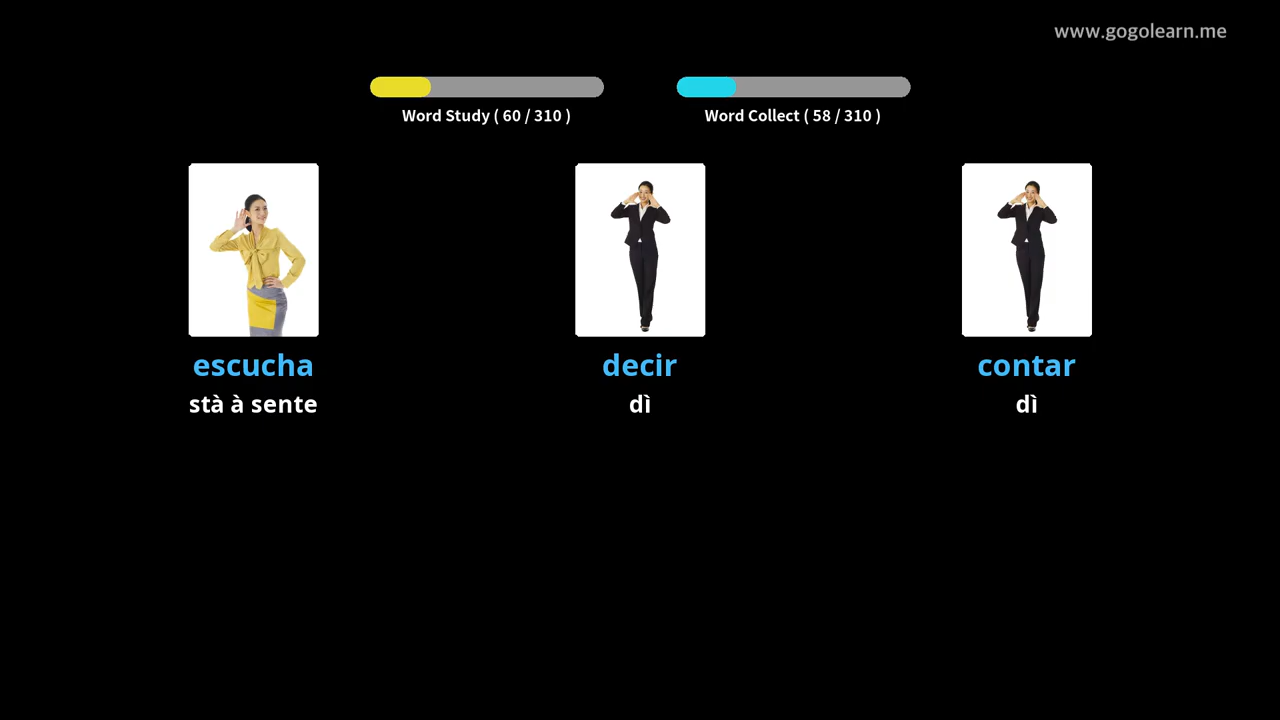 www.gogolearn.me
Word Study ( 60 / 310 )
Word Collect ( 58 / 310 )
escucha
stà à sente
decir
dì
contar
dì